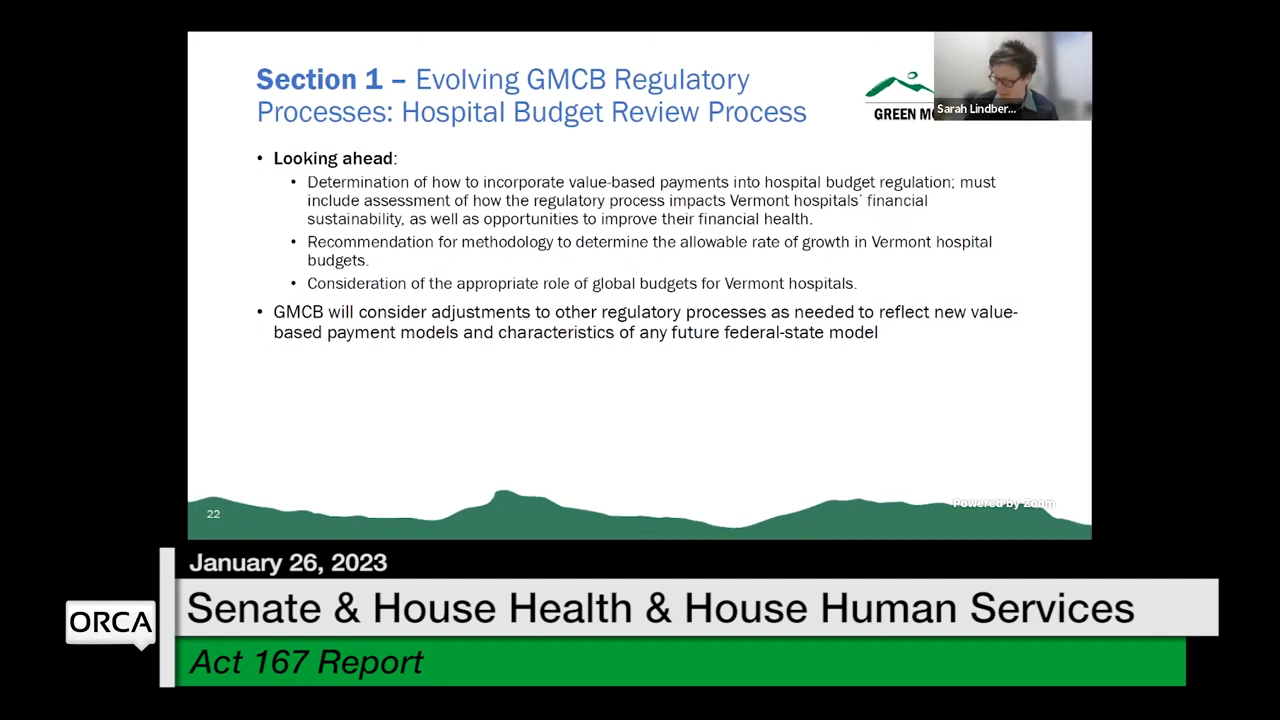 Section 1 – Evolving GMCB Regulatory
Processes: Hospital Budget Review Process
GREEN
Sarah Lindber...
• Looking ahead:
• Determination of how to incorporate value-based payments into hospital budget regulation; must
include assessment of how the regulatory process impacts Vermont hospitals' financial
sustainability, as well as opportunities to improve their financial health.
• Recommendation for methodology to determine the allowable rate of growth in Vermont hospital
budgets.
• Consideration of the appropriate role of global budgets for Vermont hospitals.
• GMCB will consider adjustments to other regulatory processes as needed to reflect new value-
based payment models and characteristics of any future federal-state model
Powered by Zoom
22
January 26, 2023
Senate & House Health & House Human Services
ORCA
Act 167 Report